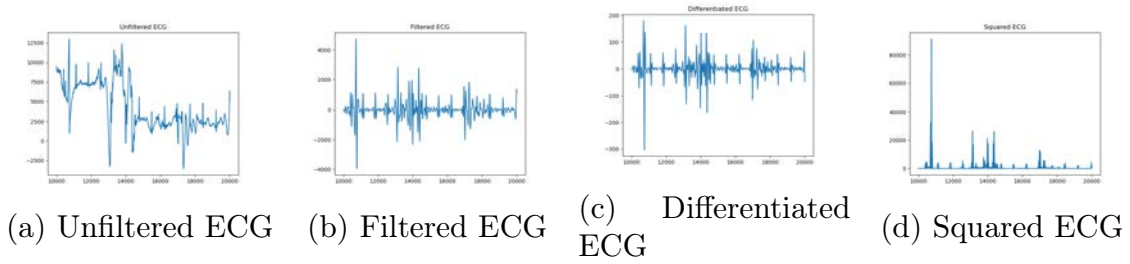 Unfiltered ECG
12500
10000
7500
5000
2500
0
−2500
10000 12000 14000 16000 18000 20000
Filtered ECG
4000
2000
0
−2000
−4000
10000 12000 14000 16000 18000 20000
Differentiated ECG
200
100
0
−100
−200
−300
10000 12000 14000 16000 18000 20000
Squared ECG
80000
60000
40000
20000
0
10000 12000 14000 16000 18000 20000
(a) Unfiltered ECG
(b) Filtered ECG
(c) Differentiated
ECG
(d) Squared ECG